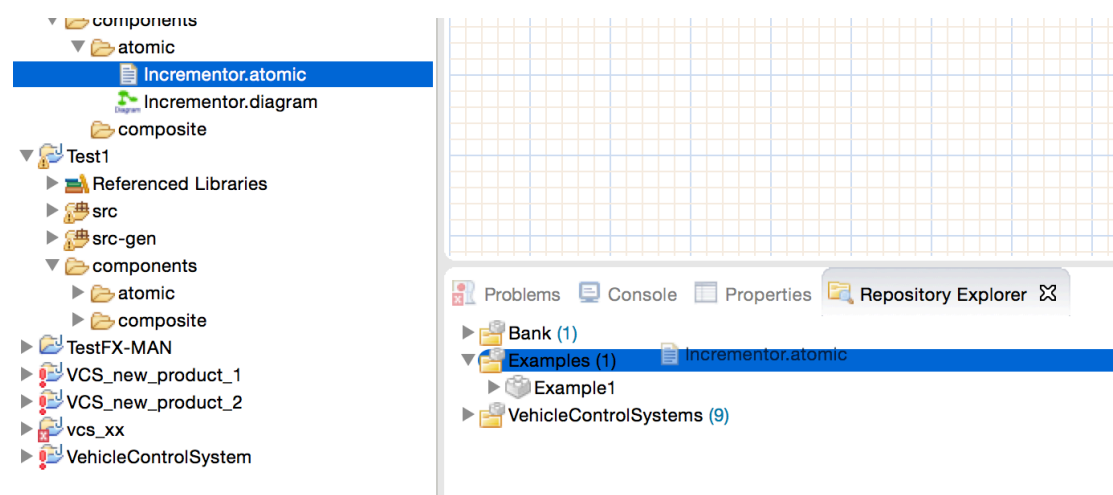 components
atomic
Incrementor.atomic
Diagram Incrementor.diagram
composite
Test1
Referenced Libraries
src
src-gen
components
atomic
composite
TestFX-MAN
VCS_new_product_1
VCS_new_product_2
vcs_xx
VehicleControlSystem
Problems Console Properties Repository Explorer
Bank (1)
Examples (1) Incrementor.atomic
Example1
VehicleControlSystems (9)